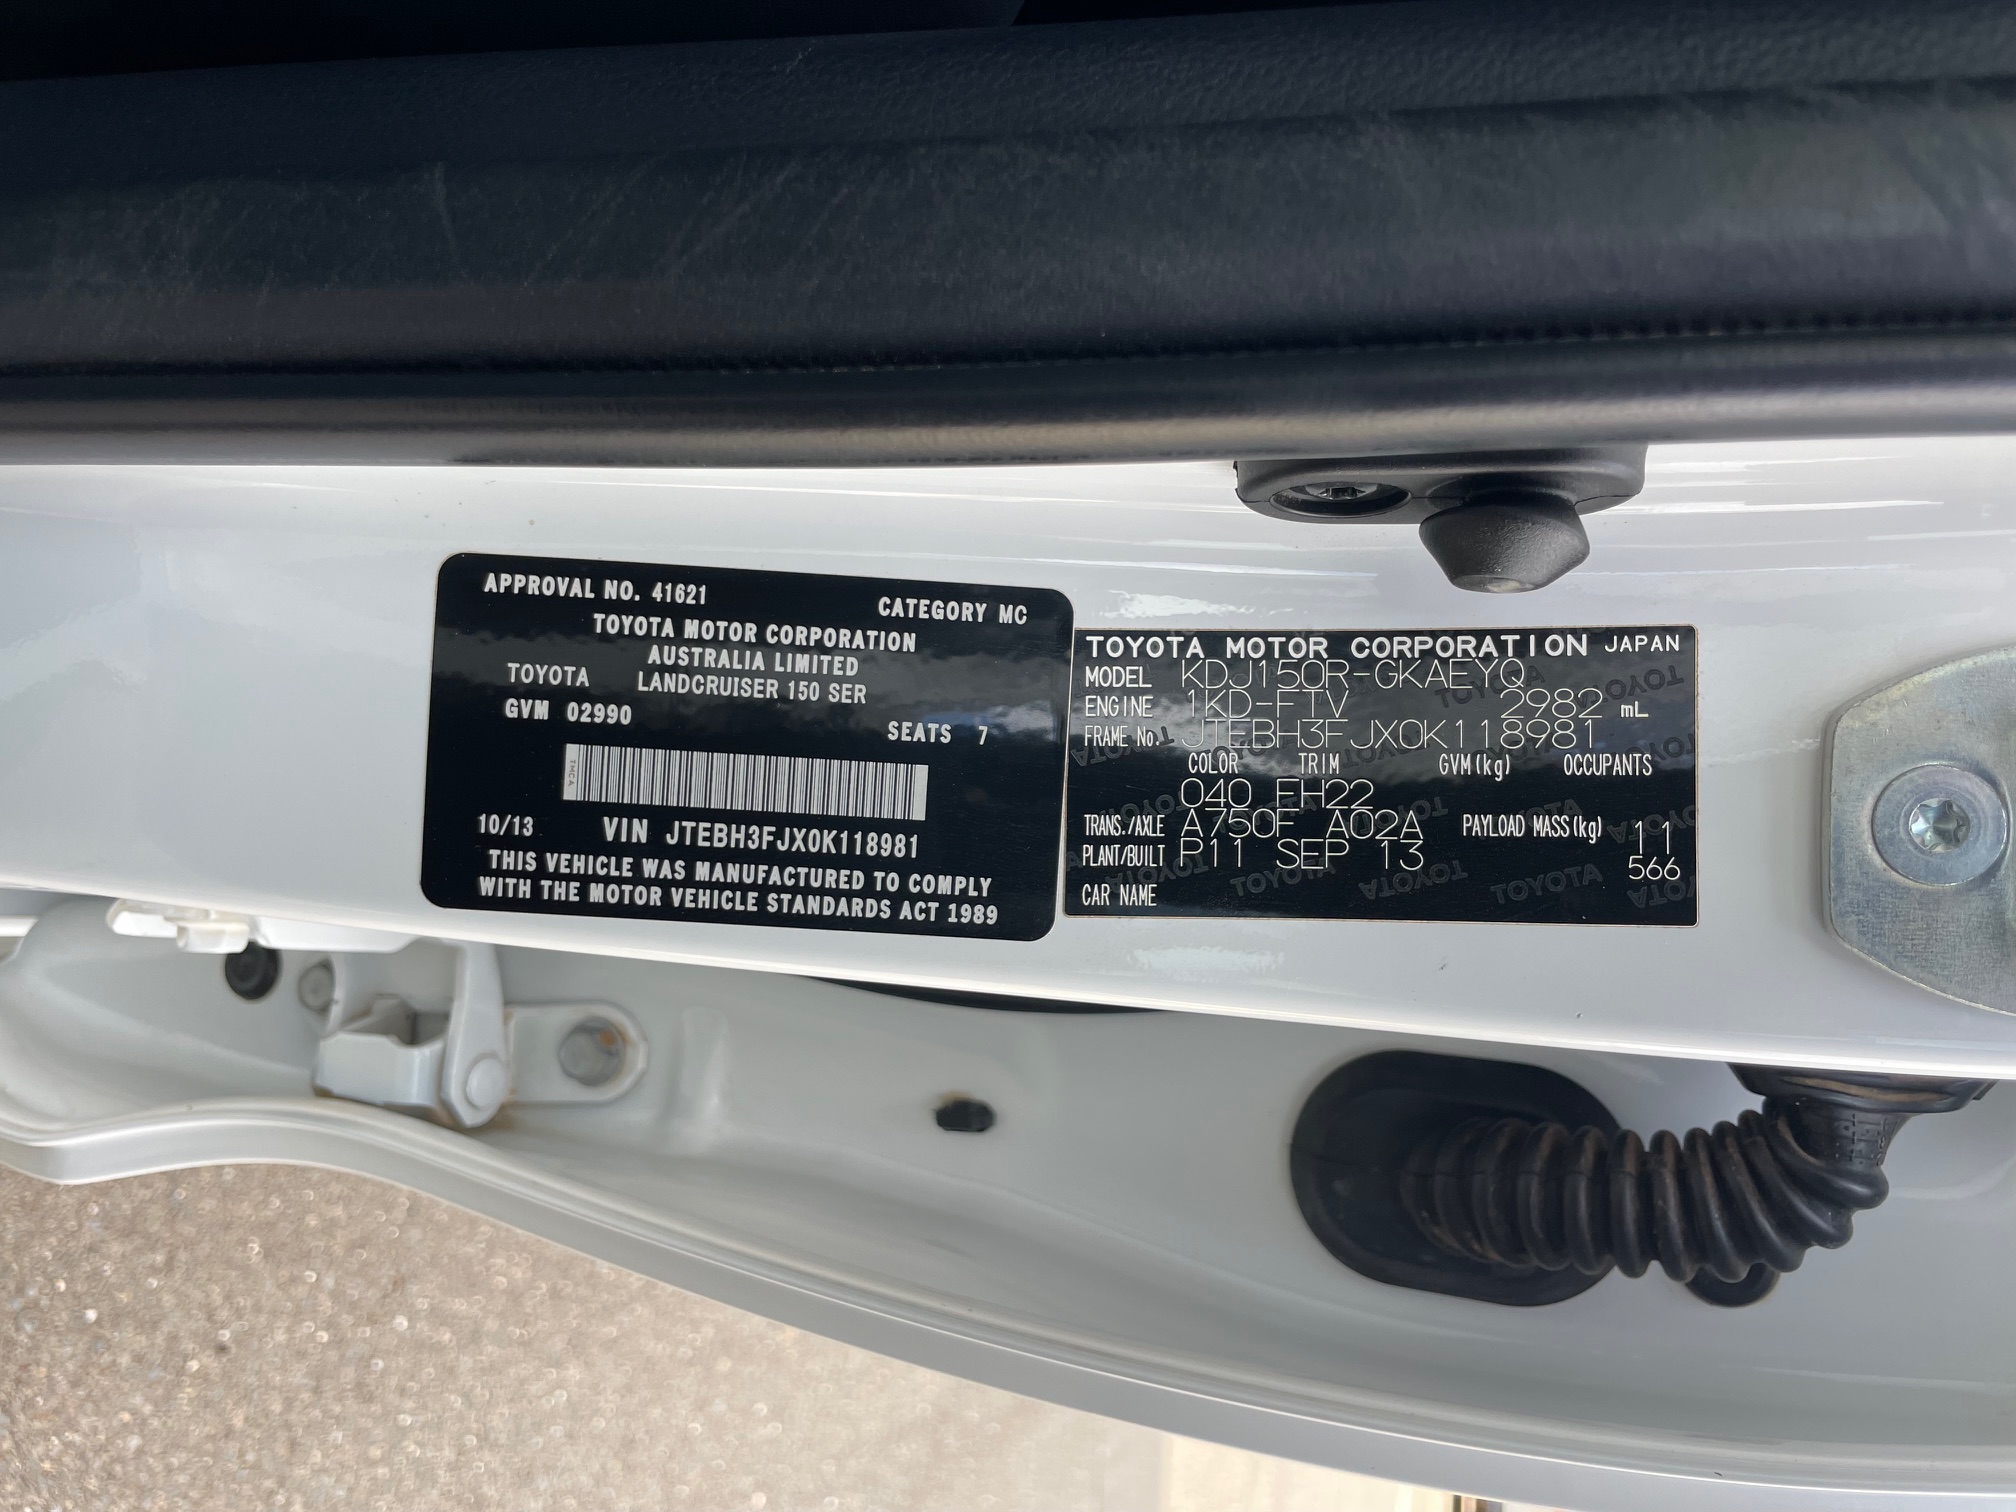 APPROVAL NO. 41621 CATEGORY MC
TOYOTA MOTOR CORPORATION
AUSTRALIA LIMITED
TOYOTA LANDCRUISER 150 SER
GVM 02990 SEATS 7
TMCA
10/13 VIN JTEBH3FJX0K118981
THIS VEHICLE WAS MANUFACTURED TO COMPLY
WITH THE MOTOR VEHICLE STANDARDS ACT 1989
TOYOTA MOTOR CORPORATION JAPAN
MODEL KDJ150R-GKAEYQ
ENGINE 1KD-FTV 2982 mL
FRAME No. JTEBH3FJX0K118981
COLOR TRIM GVM(kg) OCCUPANTS
040 FH22
TRANS./AXLE A750F A02A PAYLOAD MASS(kg) 11
PLANT/BUILT P11 SEP 13 566
CAR NAME